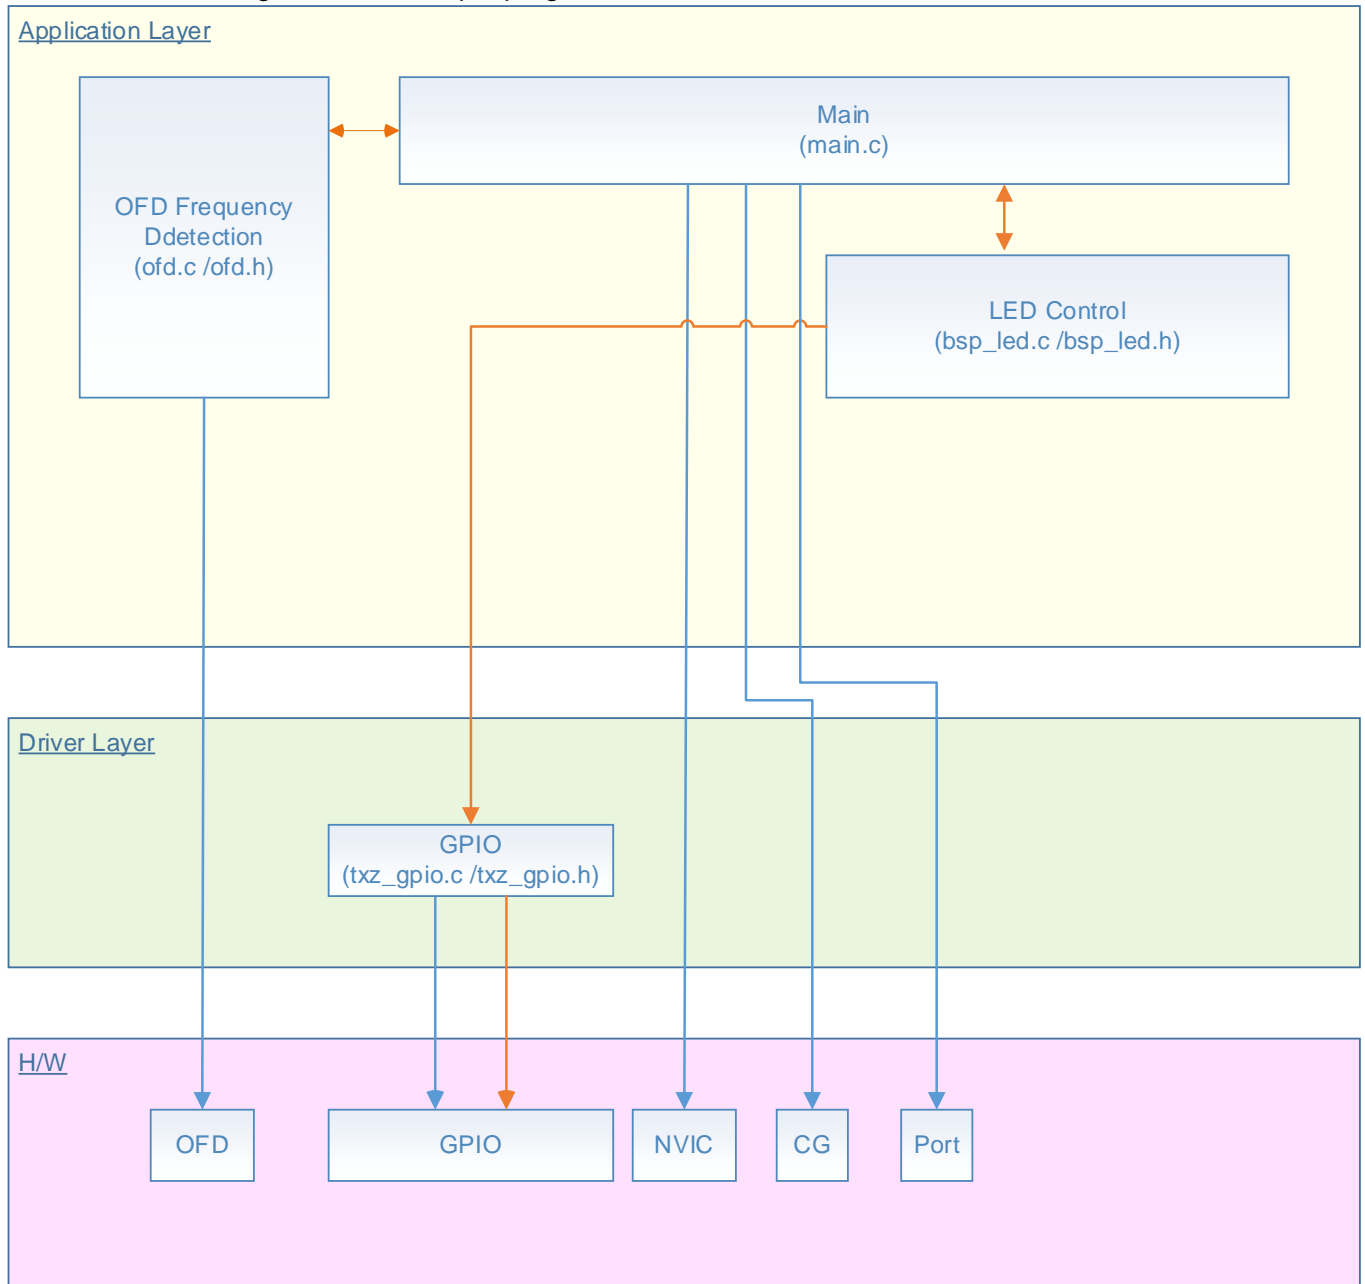 Application Layer
Main
(main.c)
OFD Frequency
Ddetection
(ofd.c /ofd.h)
LED Control
(bsp_led.c /bsp_led.h)
Driver Layer
GPIO
(txz_gpio.c /txz_gpio.h)
H/W
OFD
GPIO
NVIC
CG
Port